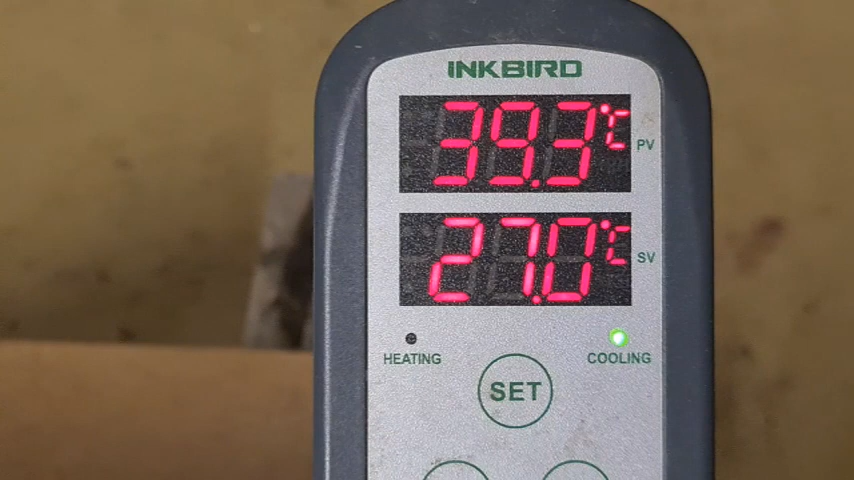 INKBIRD
39.3°C PV
27.0°C SV
HEATING COOLING
SET